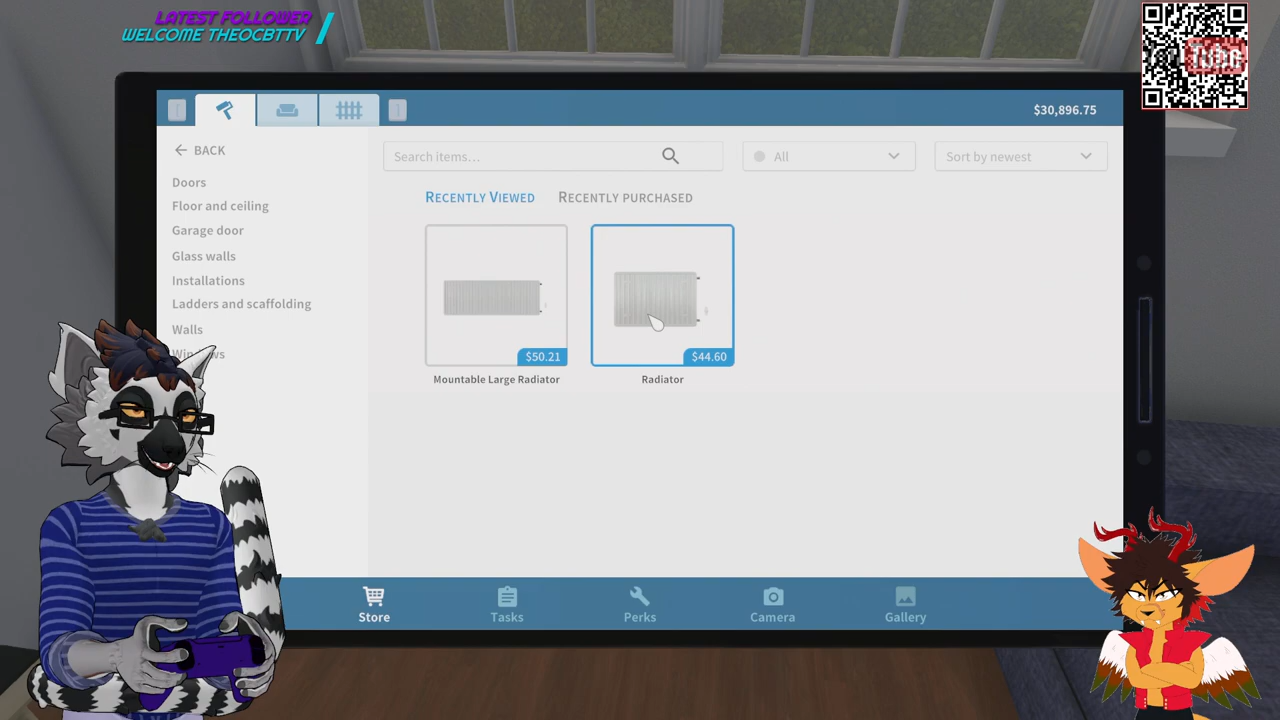 LATEST FOLLOWER
WELCOME THEOCBTTV
$30,896.75
BACK
Search items...
All
Sort by newest
Doors
Floor and ceiling
Garage door
Glass walls
Installations
Ladders and scaffolding
Walls
Windows
RECENTLY VIEWED
RECENTLY PURCHASED
$50.21
$44.60
Mountable Large Radiator
Radiator
Store
Tasks
Perks
Camera
Gallery